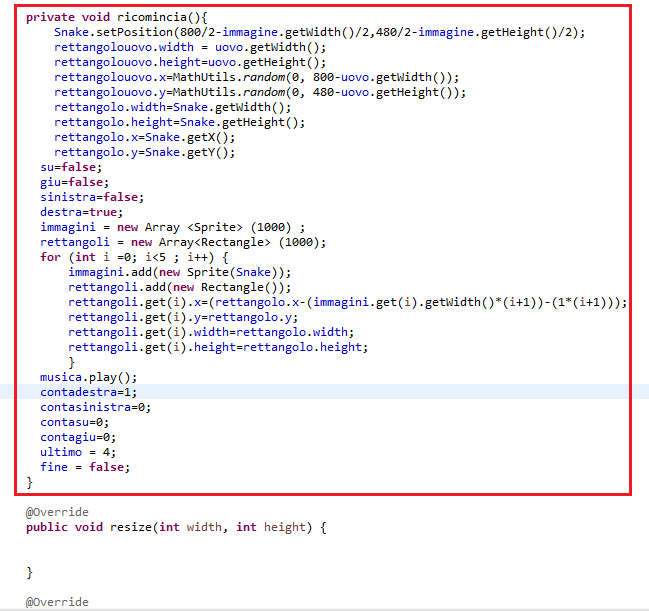 private void ricomincia(){
    Snake.setPosition(800/2-immagine.getWidth()/2,480/2-immagine.getHeight()/2);
    rettangolouovo.width = uovo.getWidth();
    rettangolouovo.height=uovo.getHeight();
    rettangolouovo.x=MathUtils.random(0, 800-uovo.getWidth());
    rettangolouovo.y=MathUtils.random(0, 480-uovo.getHeight());
    rettangolo.width=Snake.getWidth();
    rettangolo.height=Snake.getHeight();
    rettangolo.x=Snake.getX();
    rettangolo.y=Snake.getY();
  su=false;
  giu=false;
  sinistra=false;
  destra=true;
  immagini = new Array <Sprite> (1000) ;
  rettangoli = new Array<Rectangle> (1000);
  for (int i =0; i<5 ; i++) {
      immagini.add(new Sprite(Snake));
      rettangoli.add(new Rectangle());
      rettangoli.get(i).x=(rettangolo.x-(immagini.get(i).getWidth()*(i+1))-(1*(i+1)));
      rettangoli.get(i).y=rettangolo.y;
      rettangoli.get(i).width=rettangolo.width;
      rettangoli.get(i).height=rettangolo.height;
      }
  musica.play();
  contadestra=1;
  contasinistra=0;
  contasu=0;
  contagiu=0;
  ultimo = 4;
  fine = false;
}
@Override
public void resize(int width, int height) {
}
@Override